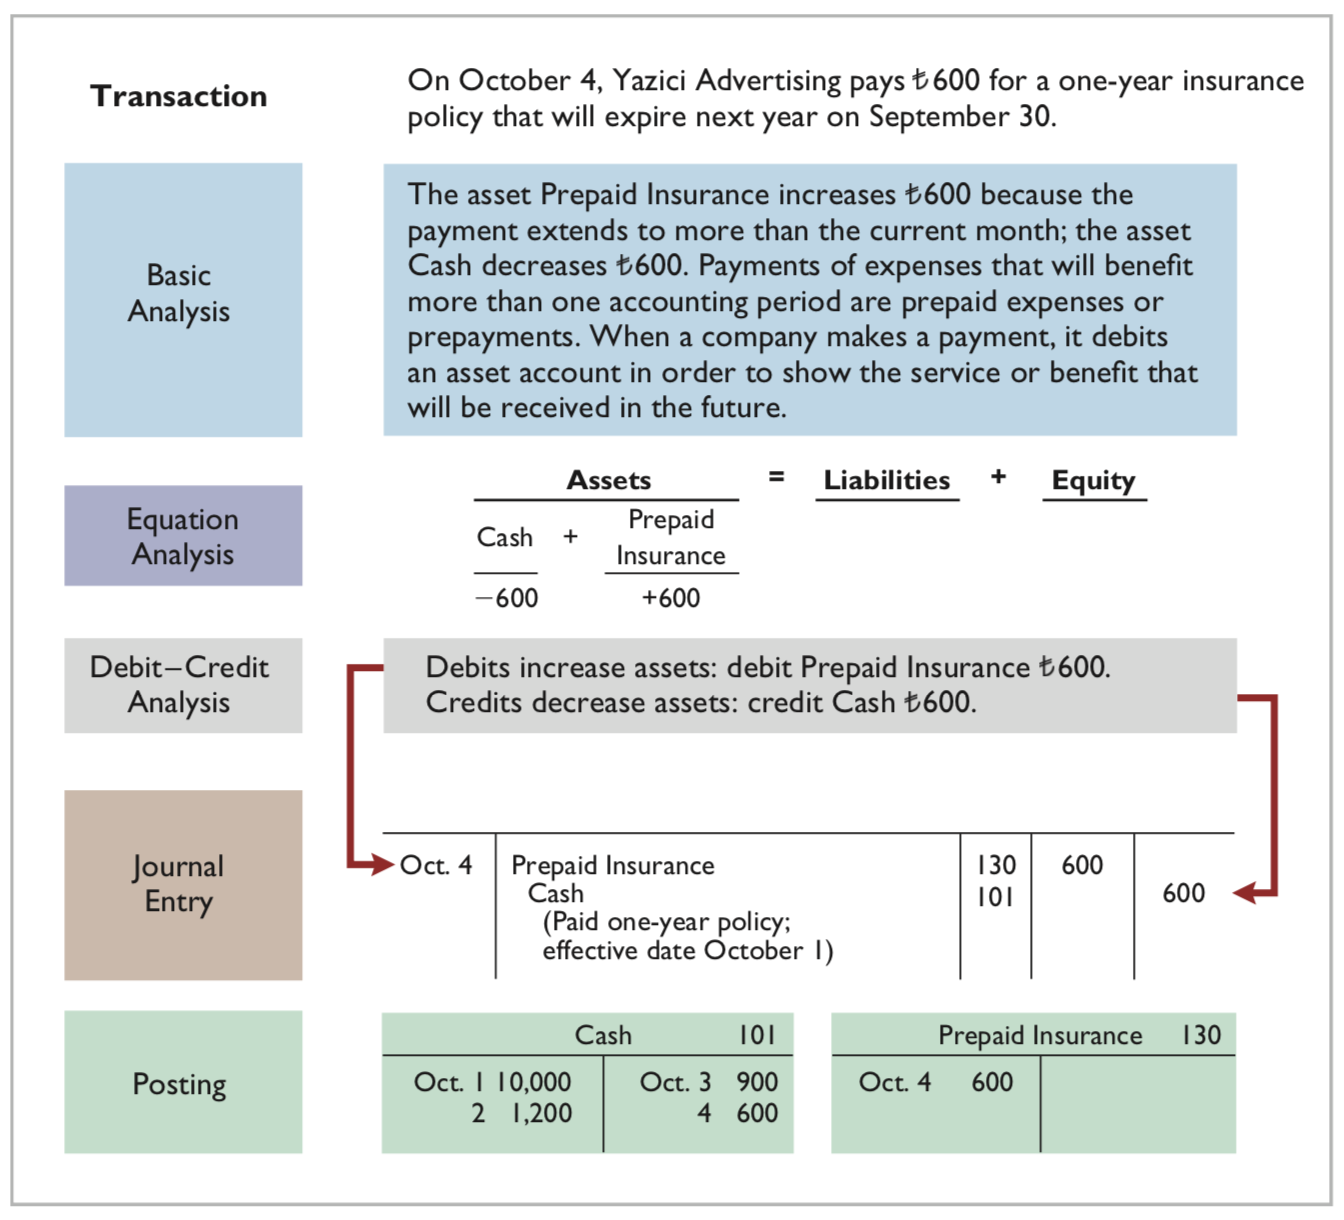 Transaction
On October 4, Yazici Advertising pays ₺600 for a one-year insurance
policy that will expire next year on September 30.
Basic
Analysis
The asset Prepaid Insurance increases ₺600 because the
payment extends to more than the current month; the asset
Cash decreases ₺600. Payments of expenses that will benefit
more than one accounting period are prepaid expenses or
prepayments. When a company makes a payment, it debits
an asset account in order to show the service or benefit that
will be received in the future.
Equation
Analysis
Assets = Liabilities + Equity
Cash + Prepaid
Insurance
−600 +600
Debit–Credit
Analysis
Debits increase assets: debit Prepaid Insurance ₺600.
Credits decrease assets: credit Cash ₺600.
Journal
Entry
Oct. 4 Prepaid Insurance 130 600
Cash 101 600
(Paid one-year policy;
effective date October 1)
Posting
Cash 101
Oct. 1 10,000 Oct. 3 900
2 1,200 4 600
Prepaid Insurance 130
Oct. 4 600